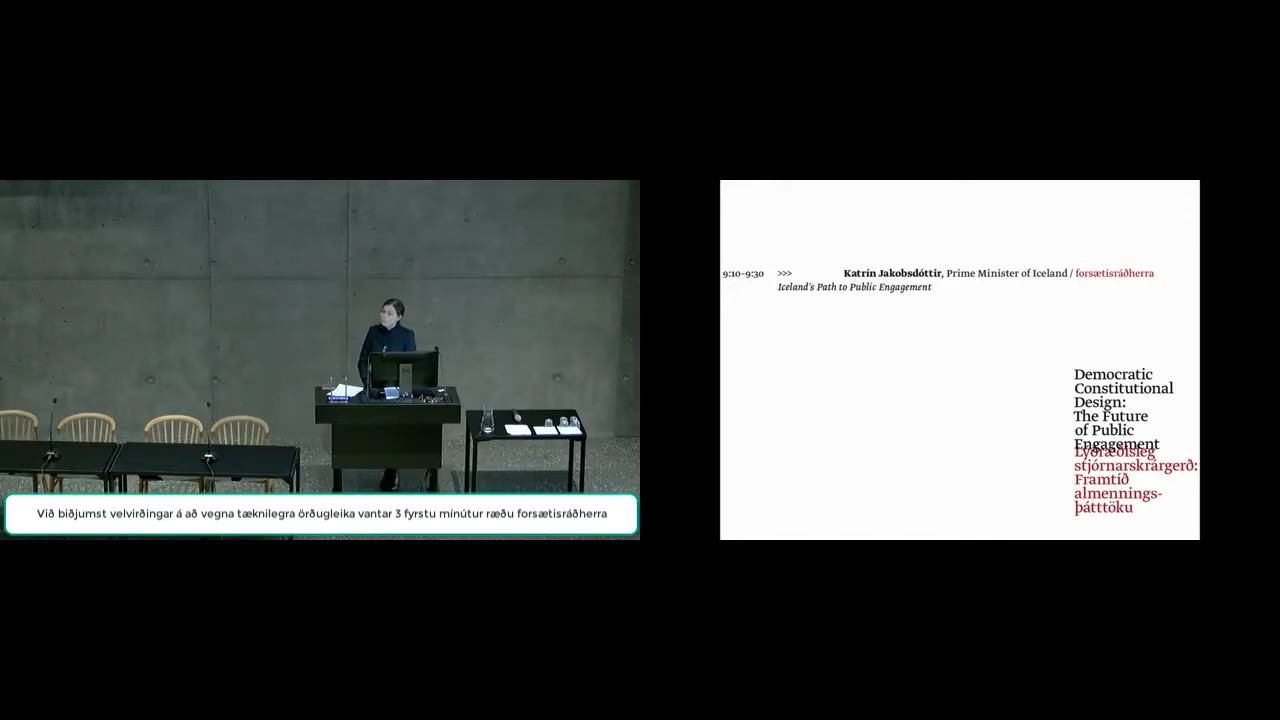 Við biðjumst velvirðingar á að vegna tæknilegra örðugleika vantar 3 fyrstu mínútur ræðu forsætisráðherra
9:10-9:30 >>> Katrín Jakobsdóttir, Prime Minister of Iceland / forsætisráðherra
Iceland's Path to Public Engagement
Democratic
Constitutional
Design:
The Future
of Public
Engagement
Lýðræðisleg
stjórnarskrárgerð:
Framtíð
almennings-
þátttöku